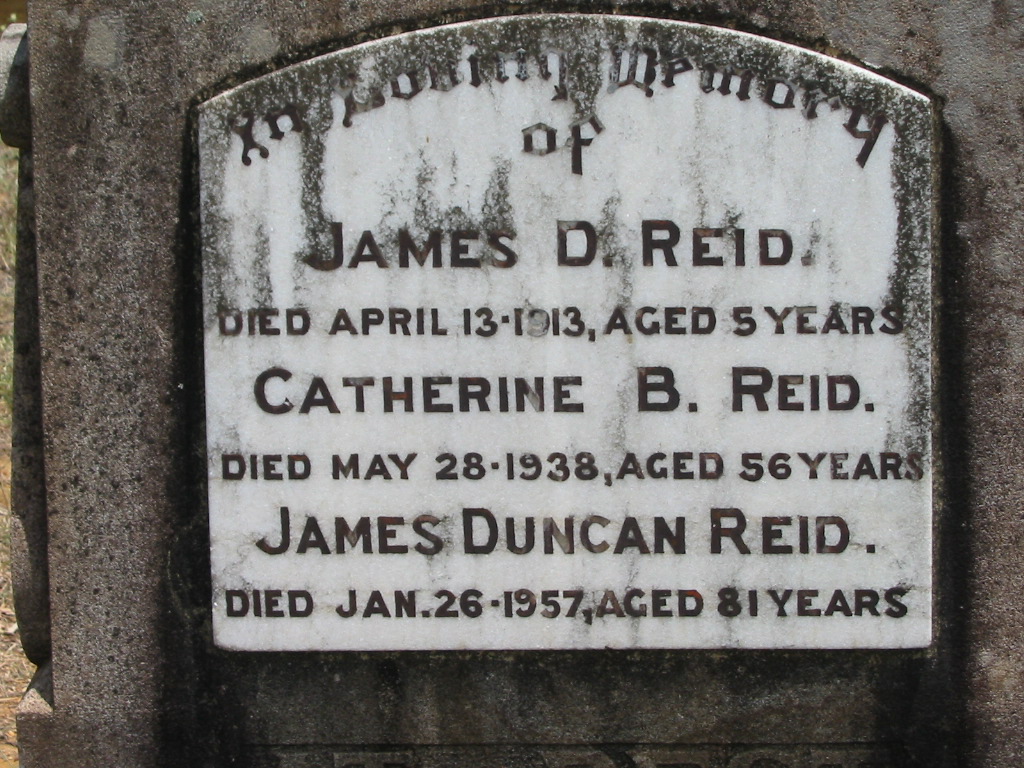 In Loving Memory
of
JAMES D. REID.
DIED APRIL 13·1913, AGED 5 YEARS
CATHERINE B. REID.
DIED MAY 28·1938, AGED 56 YEARS
JAMES DUNCAN REID.
DIED JAN. 26·1957, AGED 81 YEARS